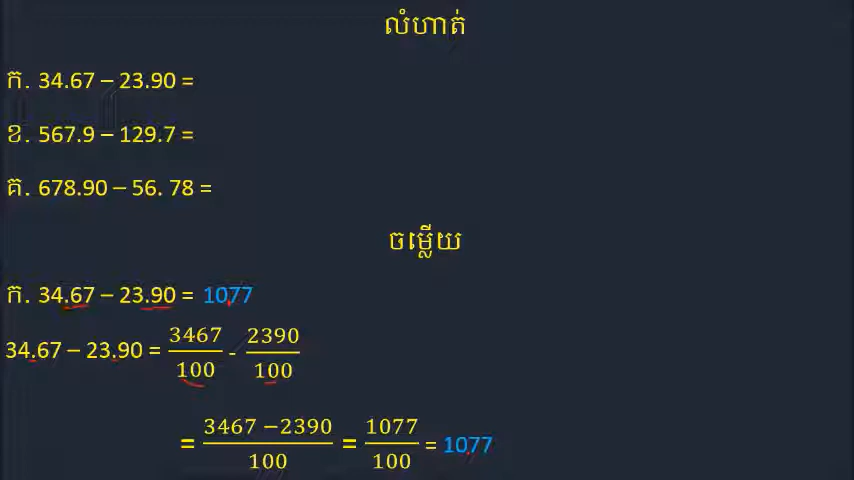 លំហាត់
ក. 34.67 – 23.90 =
ខ. 567.9 – 129.7 =
គ. 678.90 – 56. 78 =
ចម្លើយ
ក. 34.67 – 23.90 = 1077
34.67 – 23.90 = 3467/100 - 2390/100
= 3467 −2390/100 = 1077/100 = 1077